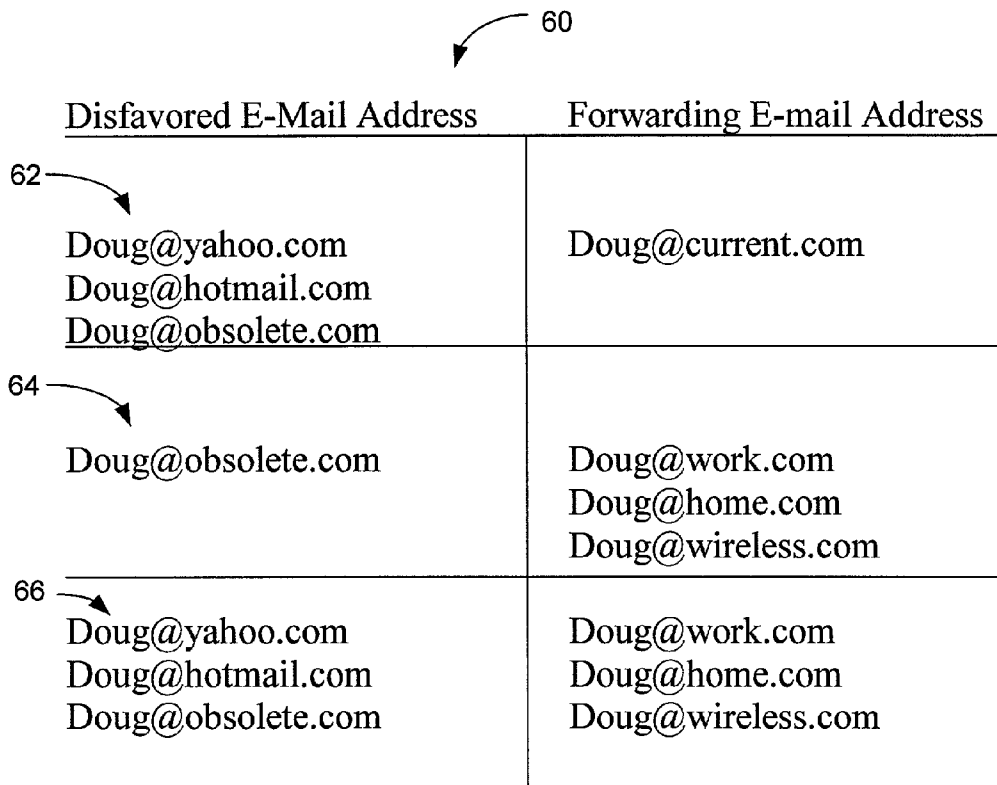 60
Disfavored E-Mail Address Forwarding E-mail Address
62
Doug@yahoo.com Doug@current.com
Doug@hotmail.com
Doug@obsolete.com
64
Doug@obsolete.com Doug@work.com
Doug@home.com
Doug@wireless.com
66
Doug@yahoo.com Doug@work.com
Doug@hotmail.com Doug@home.com
Doug@obsolete.com Doug@wireless.com